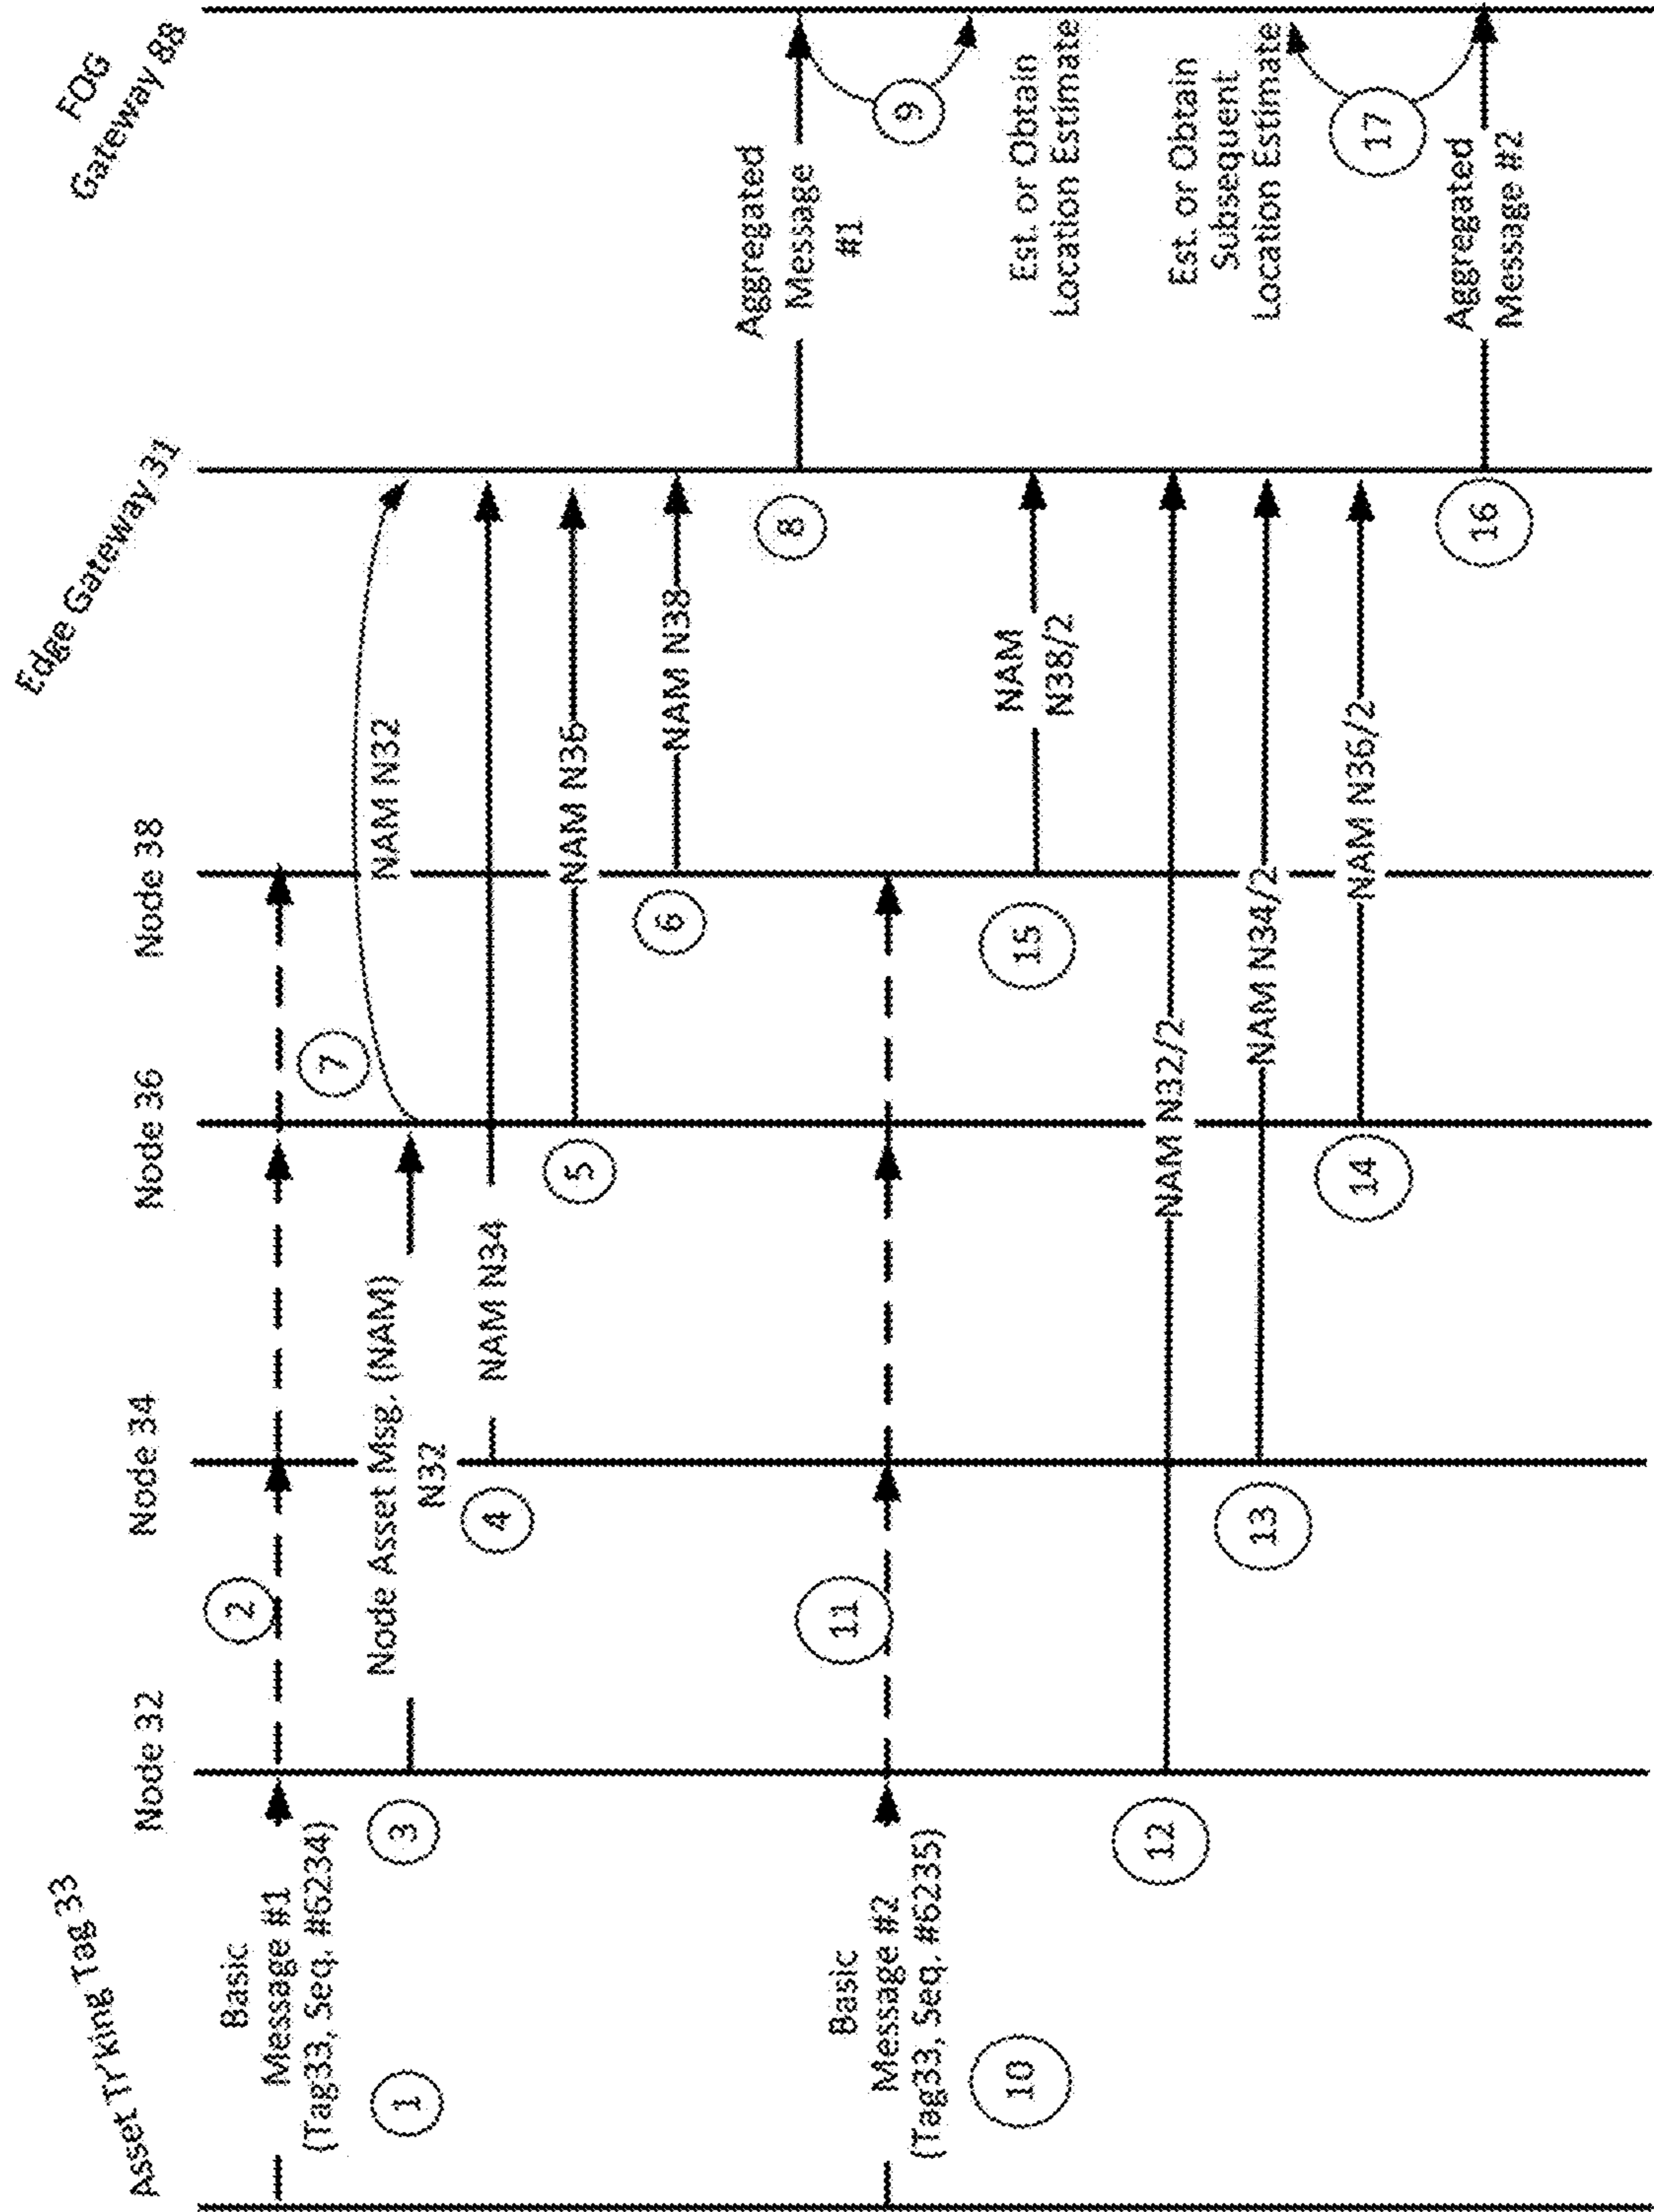 Asset Tr'king Tag 33
Node 32
Node 34
Node 36
Node 38
Edge Gateway 31
FOG
Gateway 88
Basic
Message #1
(Tag33, Seq. #6234)
1
2
3
Node Asset Msg. (NAM)
N32
7
NAM N32
4
NAM N34
5
NAM N36
6
NAM N38
8
Aggregated
Message
#1
9
Est. or Obtain
Location Estimate
Basic
Message #2
(Tag33, Seq. #6235)
10
11
15
NAM
N38/2
12
NAM N32/2
13
NAM N34/2
14
NAM N36/2
Est. or Obtain
Subsequent
Location Estimate
17
16
Aggregated
Message #2